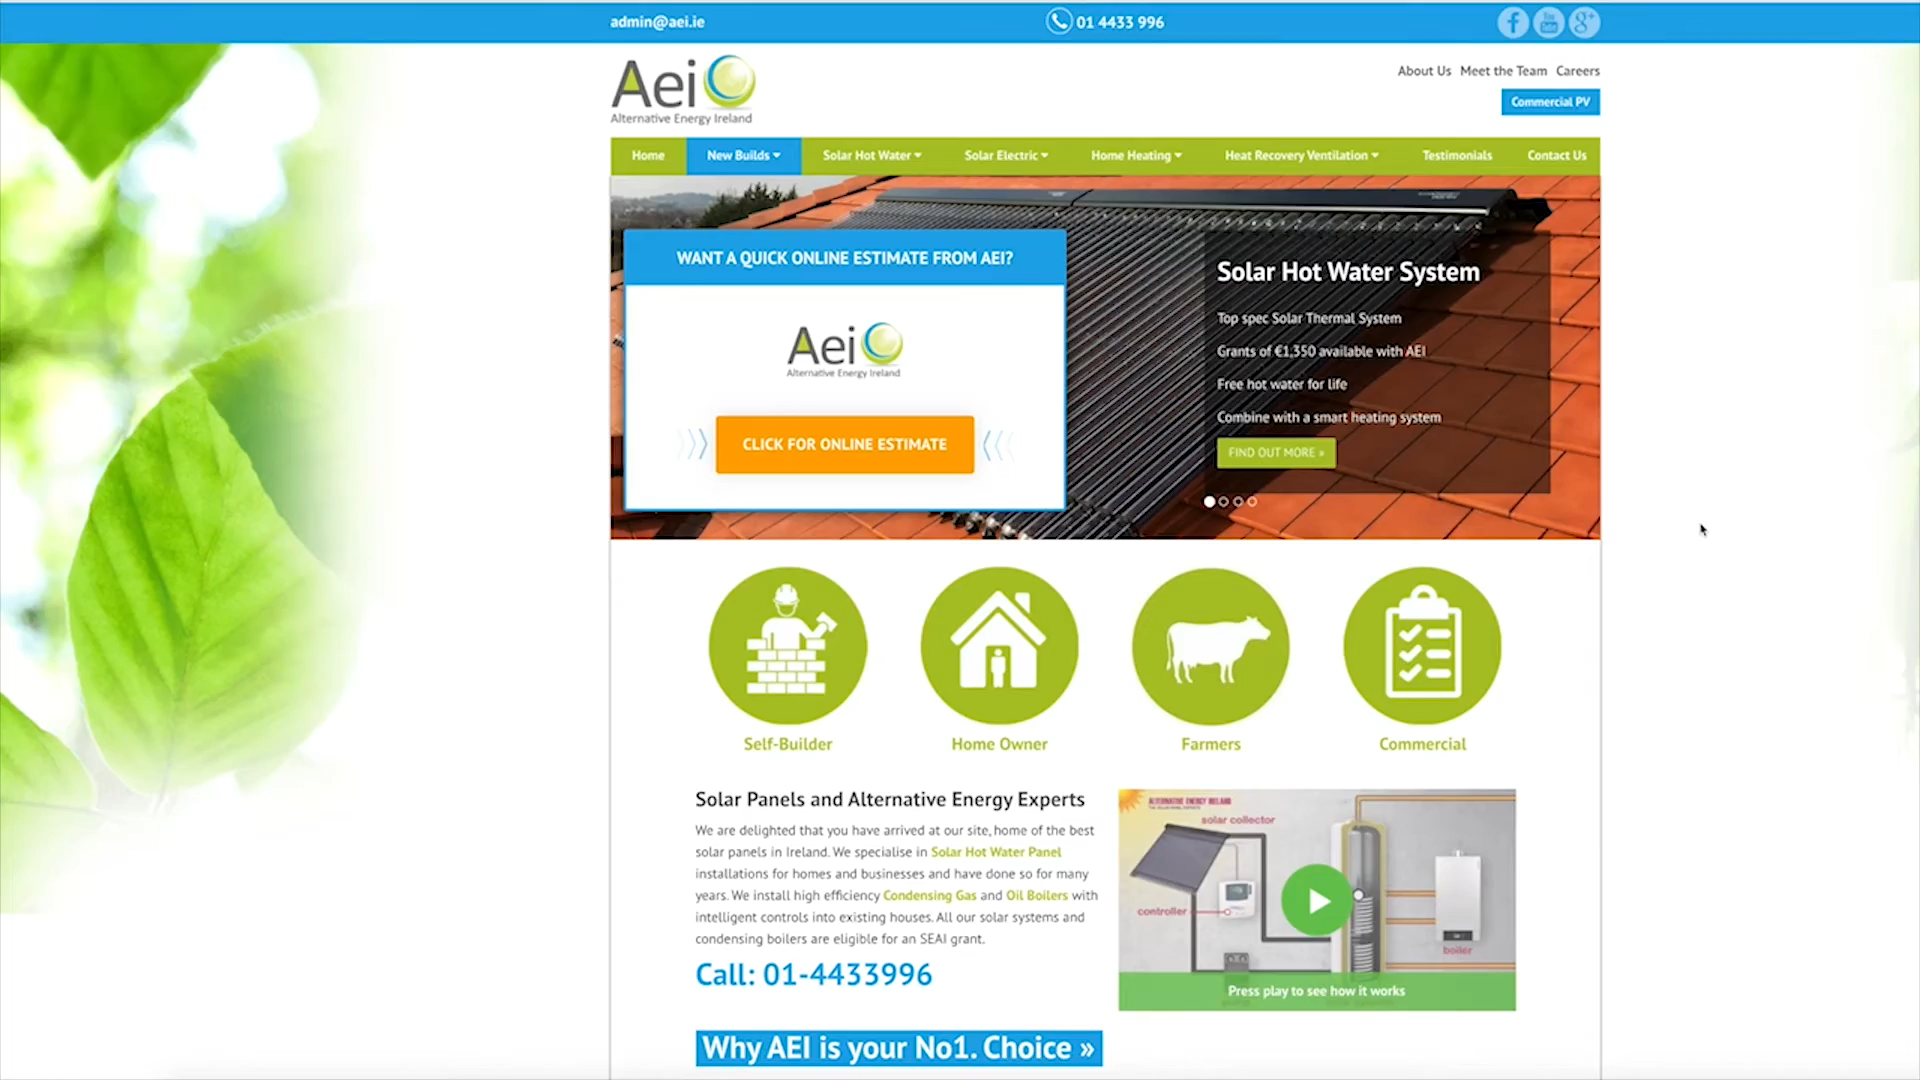 admin@aei.ie
01 4433 996
Aei
Alternative Energy Ireland
About Us Meet the Team Careers
Commercial PV
Home New Builds Solar Hot Water Solar Electric Home Heating Heat Recovery Ventilation Testimonials Contact Us
WANT A QUICK ONLINE ESTIMATE FROM AEI?
Aei
Alternative Energy Ireland
CLICK FOR ONLINE ESTIMATE
Solar Hot Water System
Top spec Solar Thermal System
Grants of €1,350 available with AEI
Free hot water for life
Combine with a smart heating system
FIND OUT MORE »
Self-Builder
Home Owner
Farmers
Commercial
Solar Panels and Alternative Energy Experts
We are delighted that you have arrived at our site, home of the best
solar panels in Ireland. We specialise in Solar Hot Water Panel
installations for homes and businesses and have done so for many
years. We install high efficiency Condensing Gas and Oil Boilers with
intelligent controls into existing houses. All our solar systems and
condensing boilers are eligible for an SEAI grant.
Call: 01-4433996
ALTERNATIVE ENERGY IRELAND
solar collector
controller
boiler
Press play to see how it works
Why AEI is your No1. Choice »